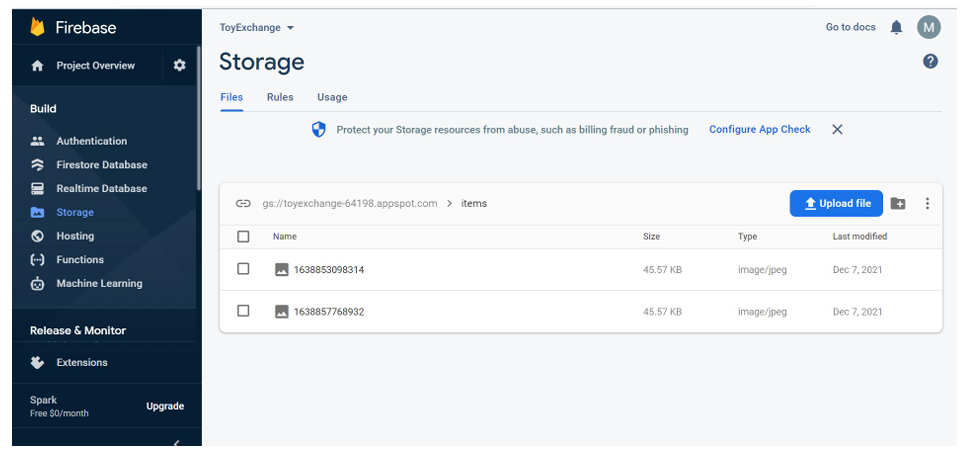 Firebase
Project Overview
Build
Authentication
Firestore Database
Realtime Database
Storage
Hosting
Functions
Machine Learning
Release & Monitor
Extensions
Spark
Free $0/month
Upgrade
ToyExchange
Go to docs
M
Storage
?
Files Rules Usage
Protect your Storage resources from abuse, such as billing fraud or phishing Configure App Check
gs://toyexchange-64198.appspot.com > items
Upload file
Name Size Type Last modified
1638853098314 45.57 KB image/jpeg Dec 7, 2021
1638857768932 45.57 KB image/jpeg Dec 7, 2021